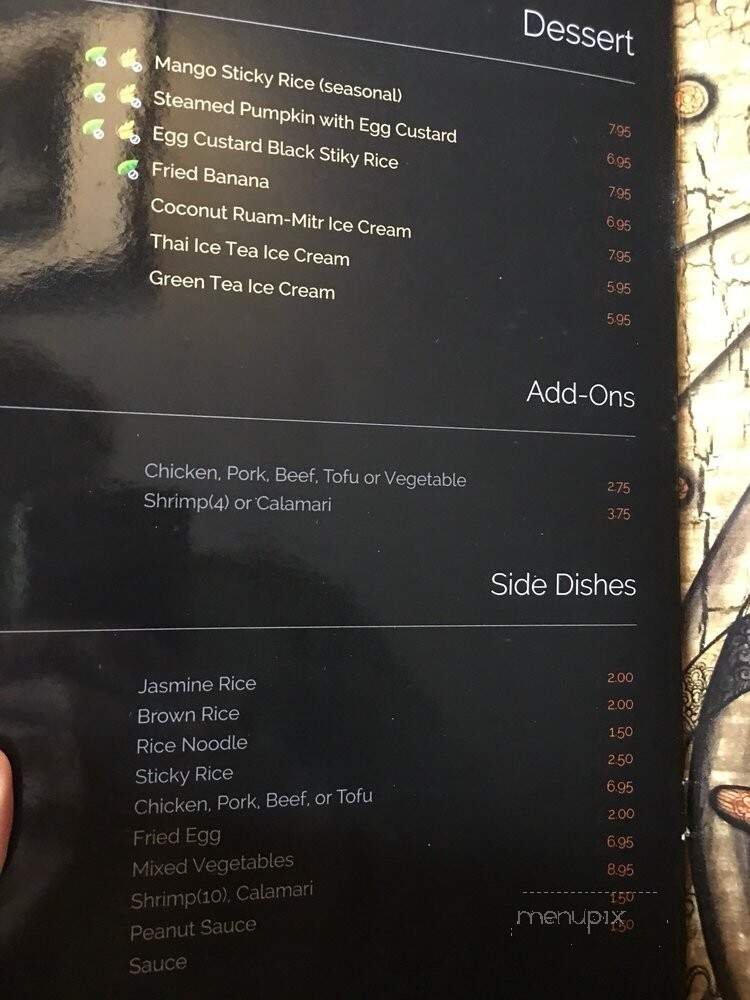 Dessert
Mango Sticky Rice (seasonal) 7.95
Steamed Pumpkin with Egg Custard 6.95
Egg Custard Black Stiky Rice 7.95
Fried Banana 6.95
Coconut Ruam-Mitr Ice Cream 7.95
Thai Ice Tea Ice Cream 5.95
Green Tea Ice Cream 5.95
Add-Ons
Chicken, Pork, Beef, Tofu or Vegetable 2.75
Shrimp(4) or Calamari 3.75
Side Dishes
Jasmine Rice 2.00
Brown Rice 2.00
Rice Noodle 1.50
Sticky Rice 2.50
Chicken, Pork, Beef, or Tofu 6.95
Fried Egg 2.00
Mixed Vegetables 6.95
Shrimp(10), Calamari 8.95
Peanut Sauce 1.50
Sauce 1.50
menupix